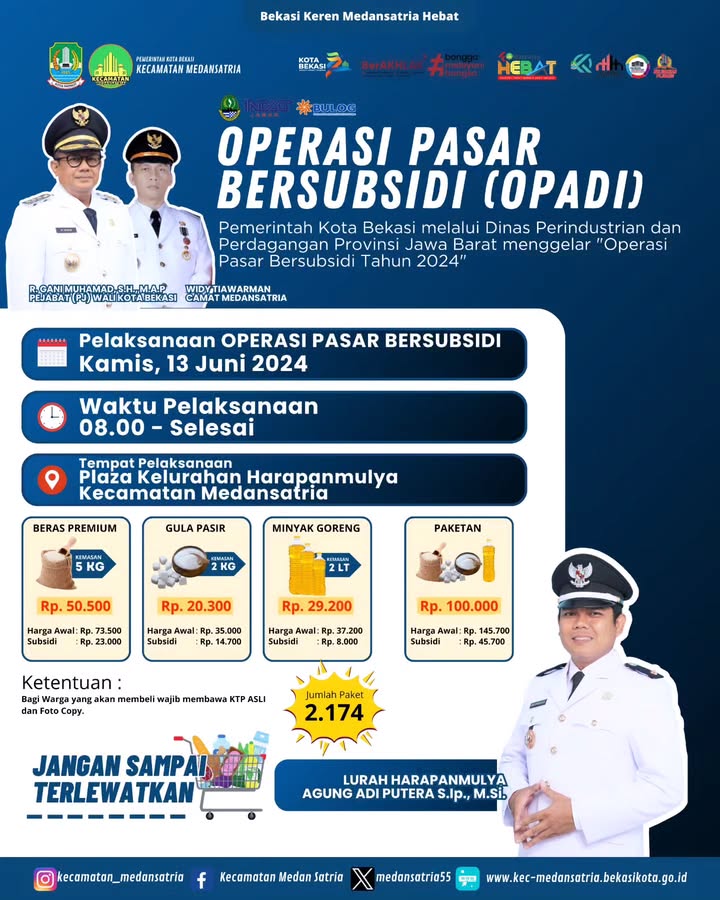 Bekasi Keren Medansatria Hebat
PEMERINTAH KOTA BEKASI
KECAMATAN MEDANSATRIA
KECAMATAN
KOTA
BEKASI
BerAKHLAK
#bangga
melayani
bangsa
HEBAT
BULOG
OPERASI PASAR
BERSUBSIDI (OPADI)
Pemerintah Kota Bekasi melalui Dinas Perindustrian dan
Perdagangan Provinsi Jawa Barat menggelar "Operasi
Pasar Bersubsidi Tahun 2024"
R. GANI MUHAMAD, S.H., M.A.P
PEJABAT (PJ) WALI KOTA BEKASI
WIDY TIAWARMAN
CAMAT MEDANSATRIA
Pelaksanaan OPERASI PASAR BERSUBSIDI
Kamis, 13 Juni 2024
Waktu Pelaksanaan
08.00 - Selesai
Tempat Pelaksanaan
Plaza Kelurahan Harapanmulya
Kecamatan Medansatria
BERAS PREMIUM
KEMASAN
5 KG
Rp. 50.500
Harga Awal : Rp. 73.500
Subsidi : Rp. 23.000
GULA PASIR
KEMASAN
2 KG
Rp. 20.300
Harga Awal : Rp. 35.000
Subsidi : Rp. 14.700
MINYAK GORENG
KEMASAN
2 LT
Rp. 29.200
Harga Awal : Rp. 37.200
Subsidi : Rp. 8.000
PAKETAN
Rp. 100.000
Harga Awal : Rp. 145.700
Subsidi : Rp. 45.700
Ketentuan :
Bagi Warga yang akan membeli wajib membawa KTP ASLI
dan Foto Copy.
Jumlah Paket
2.174
JANGAN SAMPAI
TERLEWATKAN
LURAH HARAPANMULYA
AGUNG ADI PUTERA S.Ip., M.Si.
kecamatan_medansatria
Kecamatan Medan Satria
medansatria55
www.kec-medansatria.bekasikota.go.id